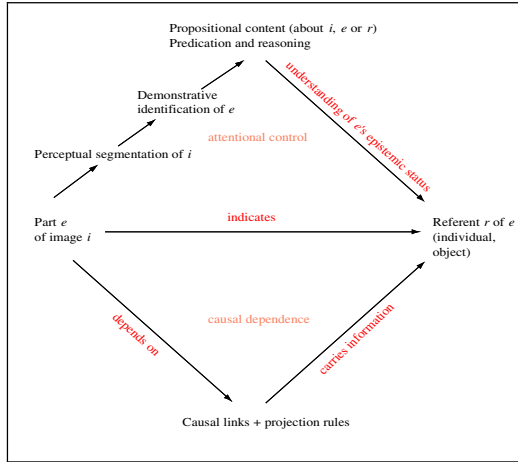 Propositional content (about i, e or r)
Predication and reasoning
understanding of e's epistemic status
Demonstrative
identification of e
attentional control
Perceptual segmentation of i
Part e
of image i
indicates
Referent r of e
(individual,
object)
depends on
causal dependence
carries information
Causal links + projection rules